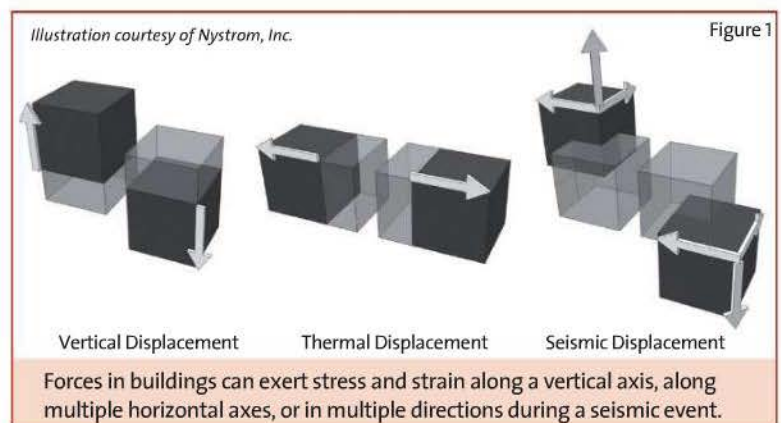 Illustration courtesy of Nystrom, Inc.
Figure 1
Vertical Displacement
Thermal Displacement
Seismic Displacement
Forces in buildings can exert stress and strain along a vertical axis, along
multiple horizontal axes, or in multiple directions during a seismic event.